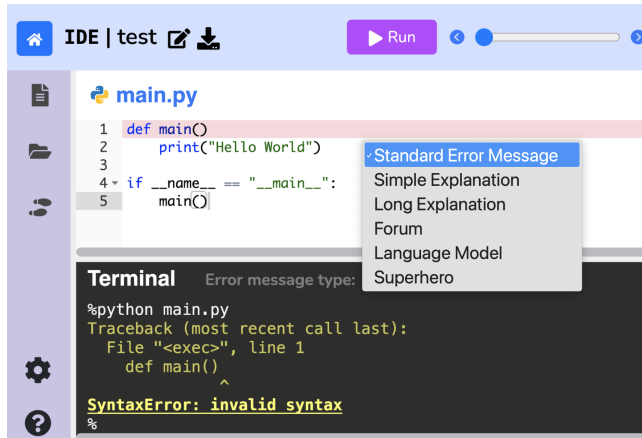 IDE | test
Run
main.py
1 def main()
2     print("Hello World")
3
4 if __name__ == "__main__":
5     main()
Standard Error Message
Simple Explanation
Long Explanation
Forum
Language Model
Superhero
Terminal Error message type:
%python main.py
Traceback (most recent call last):
  File "<exec>", line 1
    def main()
              ^
SyntaxError: invalid syntax
%